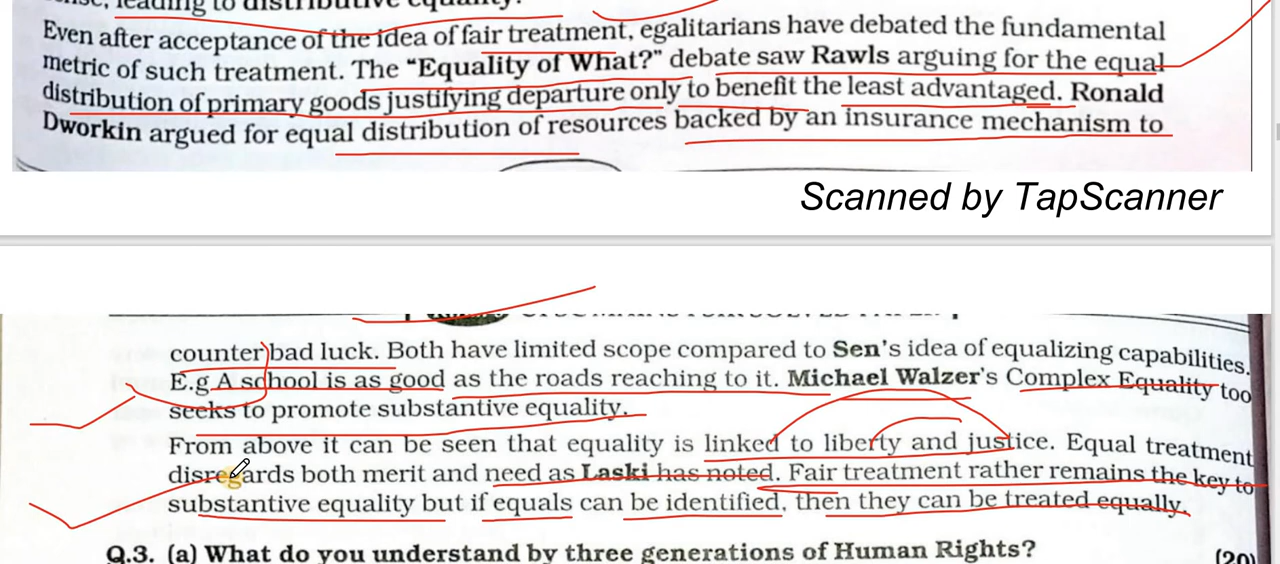 leading to distributive equality.
Even after acceptance of the idea of fair treatment, egalitarians have debated the fundamental
metric of such treatment. The “Equality of What?” debate saw Rawls arguing for the equal
distribution of primary goods justifying departure only to benefit the least advantaged. Ronald
Dworkin argued for equal distribution of resources backed by an insurance mechanism to
Scanned by TapScanner
counter bad luck. Both have limited scope compared to Sen's idea of equalizing capabilities.
E.g A school is as good as the roads reaching to it. Michael Walzer's Complex Equality too
seeks to promote substantive equality.
From above it can be seen that equality is linked to liberty and justice. Equal treatment
disregards both merit and need as Laski has noted. Fair treatment rather remains the key to
substantive equality but if equals can be identified, then they can be treated equally.
Q.3. (a) What do you understand by three generations of Human Rights?
(20)